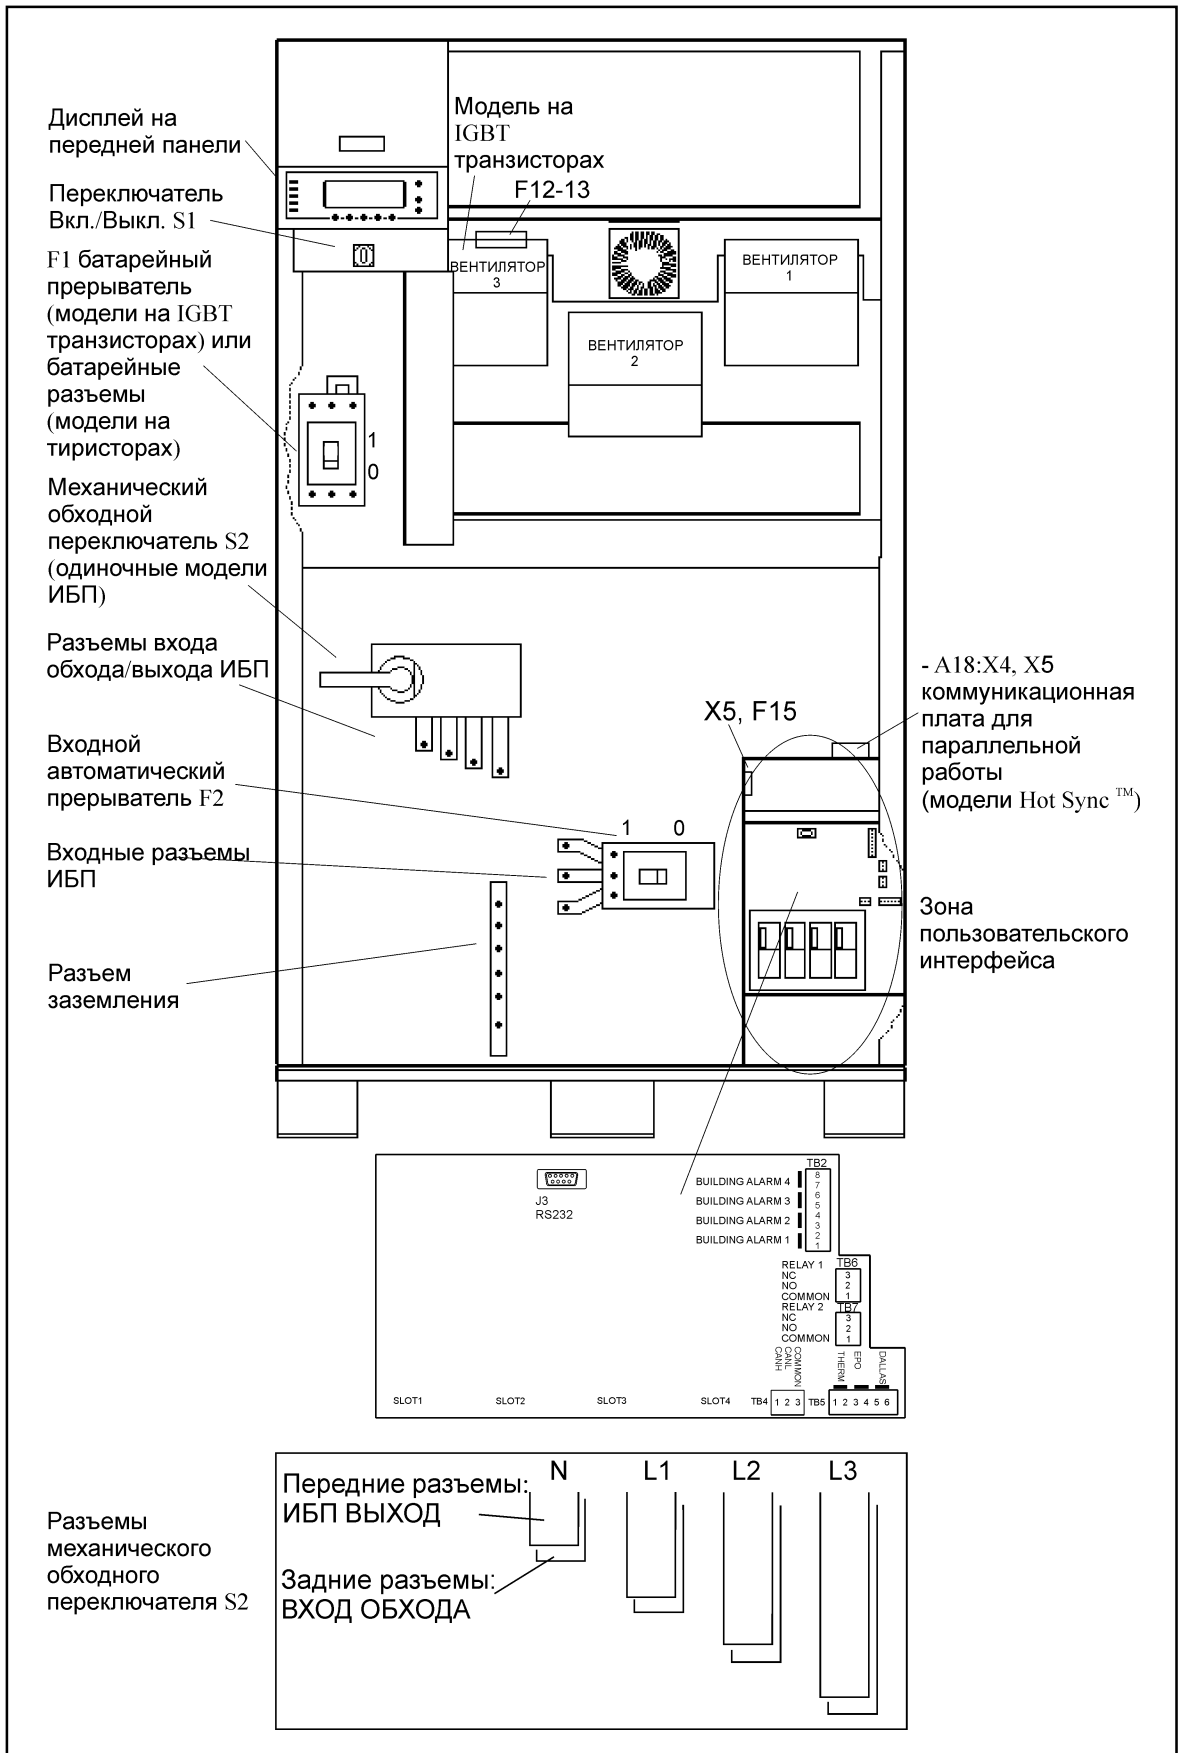 Дисплей на
передней панели
Переключатель
Вкл./Выкл. S1
F1 батарейный
прерыватель
(модели на IGBT
транзисторах) или
батарейные
разъемы
(модели на
тиристорах)
Механический
обходной
переключатель S2
(одиночные модели
ИБП)
Разъемы входа
обхода/выхода ИБП
Входной
автоматический
прерыватель F2
Входные разъемы
ИБП
Разъем
заземления
Модель на
IGBT
транзисторах
F12-13
0
ВЕНТИЛЯТОР
3
ВЕНТИЛЯТОР
2
ВЕНТИЛЯТОР
1
1
0
X5, F15
1 0
- A18:X4, X5
коммуникационная
плата для
параллельной
работы
(модели Hot Sync ™)
Зона
пользовательского
интерфейса
J3
RS232
TB2
BUILDING ALARM 4
BUILDING ALARM 3
BUILDING ALARM 2
BUILDING ALARM 1
8
7
6
5
4
3
2
1
RELAY 1 TB6
NC 3
NO 2
COMMON 1
RELAY 2 TB7
NC 3
NO 2
COMMON 1
CANH
CANL
COMMON
THERM
EPO
DALLAS
SLOT1 SLOT2 SLOT3 SLOT4 TB4 1 2 3 TB5 1 2 3 4 5 6
Разъемы
механического
обходного
переключателя S2
N L1 L2 L3
Передние разъемы:
ИБП ВЫХОД
Задние разъемы:
ВХОД ОБХОДА